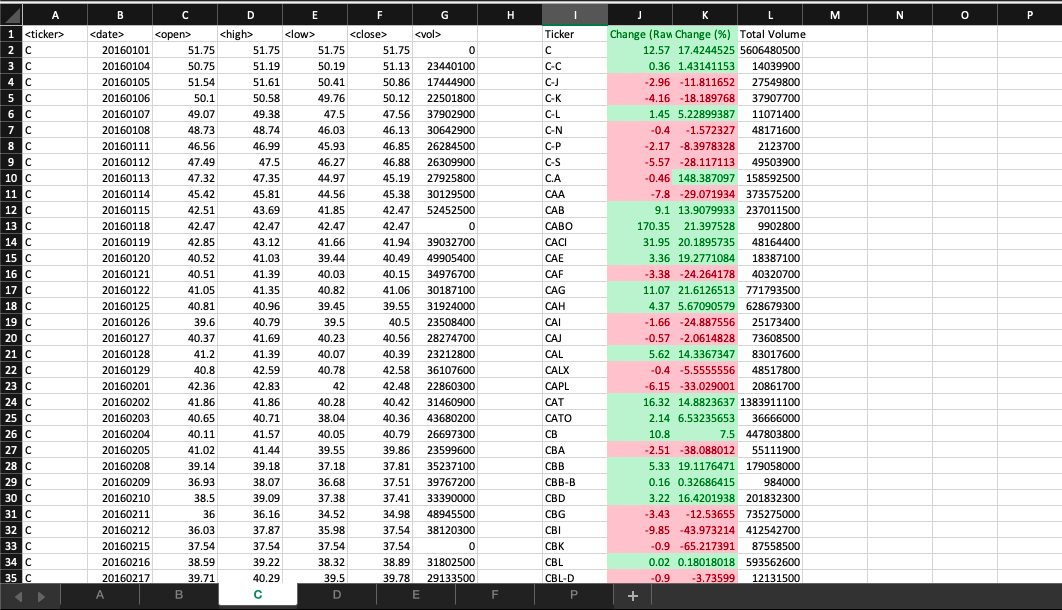 A B C D E F G H I J K L M N O P
1 <ticker> <date> <open> <high> <low> <close> <vol> Ticker Change (Raw Change (%) Total Volume
2 C 20160101 51.75 51.75 51.75 51.75 0 C 12.57 17.4244525 5606480500
3 C 20160104 50.75 51.19 50.19 51.13 23440100 C-C 0.36 1.43141153 14039900
4 C 20160105 51.54 51.61 50.41 50.86 17444900 C-J -2.96 -11.811652 27549800
5 C 20160106 50.1 50.58 49.76 50.12 22501800 C-K -4.16 -18.189768 37907700
6 C 20160107 49.07 49.38 47.5 47.56 37902900 C-L 1.45 5.22899387 11071400
7 C 20160108 48.73 48.74 46.03 46.13 30642900 C-N -0.4 -1.572327 48171600
8 C 20160111 46.56 46.99 45.93 46.85 26284500 C-P -2.17 -8.3978328 2123700
9 C 20160112 47.49 47.5 46.27 46.88 26309900 C-S -5.57 -28.117113 49503900
10 C 20160113 47.32 47.35 44.97 45.19 27925800 C.A -0.46 148.387097 158592500
11 C 20160114 45.42 45.81 44.56 45.38 30129500 CAA -7.8 -29.071934 373575200
12 C 20160115 42.51 43.69 41.85 42.47 52452500 CAB 9.1 13.9079933 237011500
13 C 20160118 42.47 42.47 42.47 42.47 0 CABO 170.35 21.397528 9902800
14 C 20160119 42.85 43.12 41.66 41.94 39032700 CACI 31.95 20.1895735 48164400
15 C 20160120 40.52 41.03 39.44 40.49 49905400 CAE 3.36 19.2771084 18387100
16 C 20160121 40.51 41.39 40.03 40.15 34976700 CAF -3.38 -24.264178 40320700
17 C 20160122 41.05 41.35 40.82 41.06 30187100 CAG 11.07 21.6126513 771793500
18 C 20160125 40.81 40.96 39.45 39.55 31924000 CAH 4.37 5.67090579 628679300
19 C 20160126 39.6 40.79 39.5 40.5 23508400 CAI -1.66 -24.887556 25173400
20 C 20160127 40.37 41.69 40.23 40.56 28274700 CAJ -0.57 -2.0614828 73608500
21 C 20160128 41.2 41.39 40.07 40.39 23212800 CAL 5.62 14.3367347 83017600
22 C 20160129 40.8 42.59 40.78 42.58 36107600 CALX -0.4 -5.5555556 48517800
23 C 20160201 42.36 42.83 42 42.48 22860300 CAPL -6.15 -33.029001 20861700
24 C 20160202 41.86 41.86 40.28 40.42 31460900 CAT 16.32 14.8823637 1383911100
25 C 20160203 40.65 40.71 38.04 40.36 43680200 CATO 2.14 6.53235653 36666000
26 C 20160204 40.11 41.57 40.05 40.79 26697300 CB 10.8 7.5 447803800
27 C 20160205 41.02 41.44 39.55 39.86 23599600 CBA -2.51 -38.088012 55111900
28 C 20160208 39.14 39.18 37.18 37.81 35237100 CBB 5.33 19.1176471 179058000
29 C 20160209 36.93 38.07 36.68 37.51 39767200 CBB-B 0.16 0.32686415 984000
30 C 20160210 38.5 39.09 37.38 37.41 33390000 CBD 3.22 16.4201938 201832300
31 C 20160211 36 36.16 34.52 34.98 48945500 CBG -3.43 -12.53655 735275000
32 C 20160212 36.03 37.87 35.98 37.54 38120300 CBI -9.85 -43.973214 412542700
33 C 20160215 37.54 37.54 37.54 37.54 0 CBK -0.9 -65.217391 87558500
34 C 20160216 38.59 39.22 38.32 38.89 31802500 CBL 0.02 0.18018018 593562600
35 C 20160217 39.71 40.29 39.5 39.78 29133500 CBL-D -0.9 -3.73599 12131500
A B C D E F P +